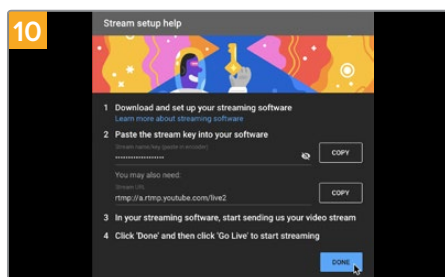 10
Stream setup help
1 Download and set up your streaming software
Learn more about streaming software
2 Paste the stream key into your software
Stream name/key (paste in encoder)
COPY
You may also need:
Stream URL
rtmp://a.rtmp.youtube.com/live2
COPY
3 In your streaming software, start sending us your video stream
4 Click 'Done' and then click 'Go Live' to start streaming
DONE